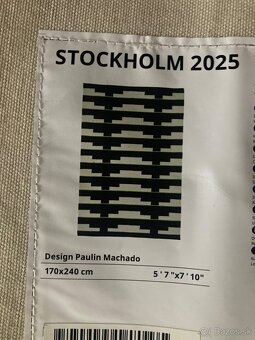 STOCKHOLM 2025
Design Paulin Machado
170x240 cm
5 ' 7 "x7 ' 10"